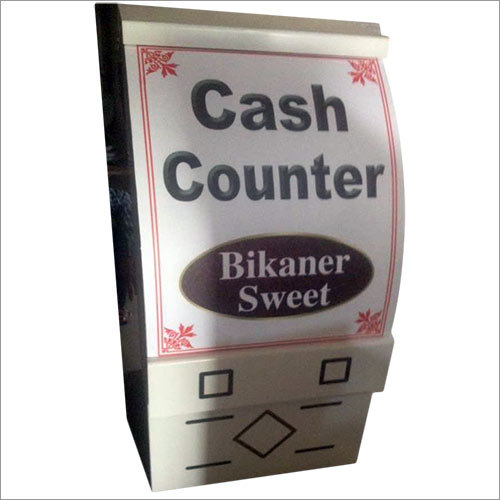 Cash
Counter
Bikaner
Sweet